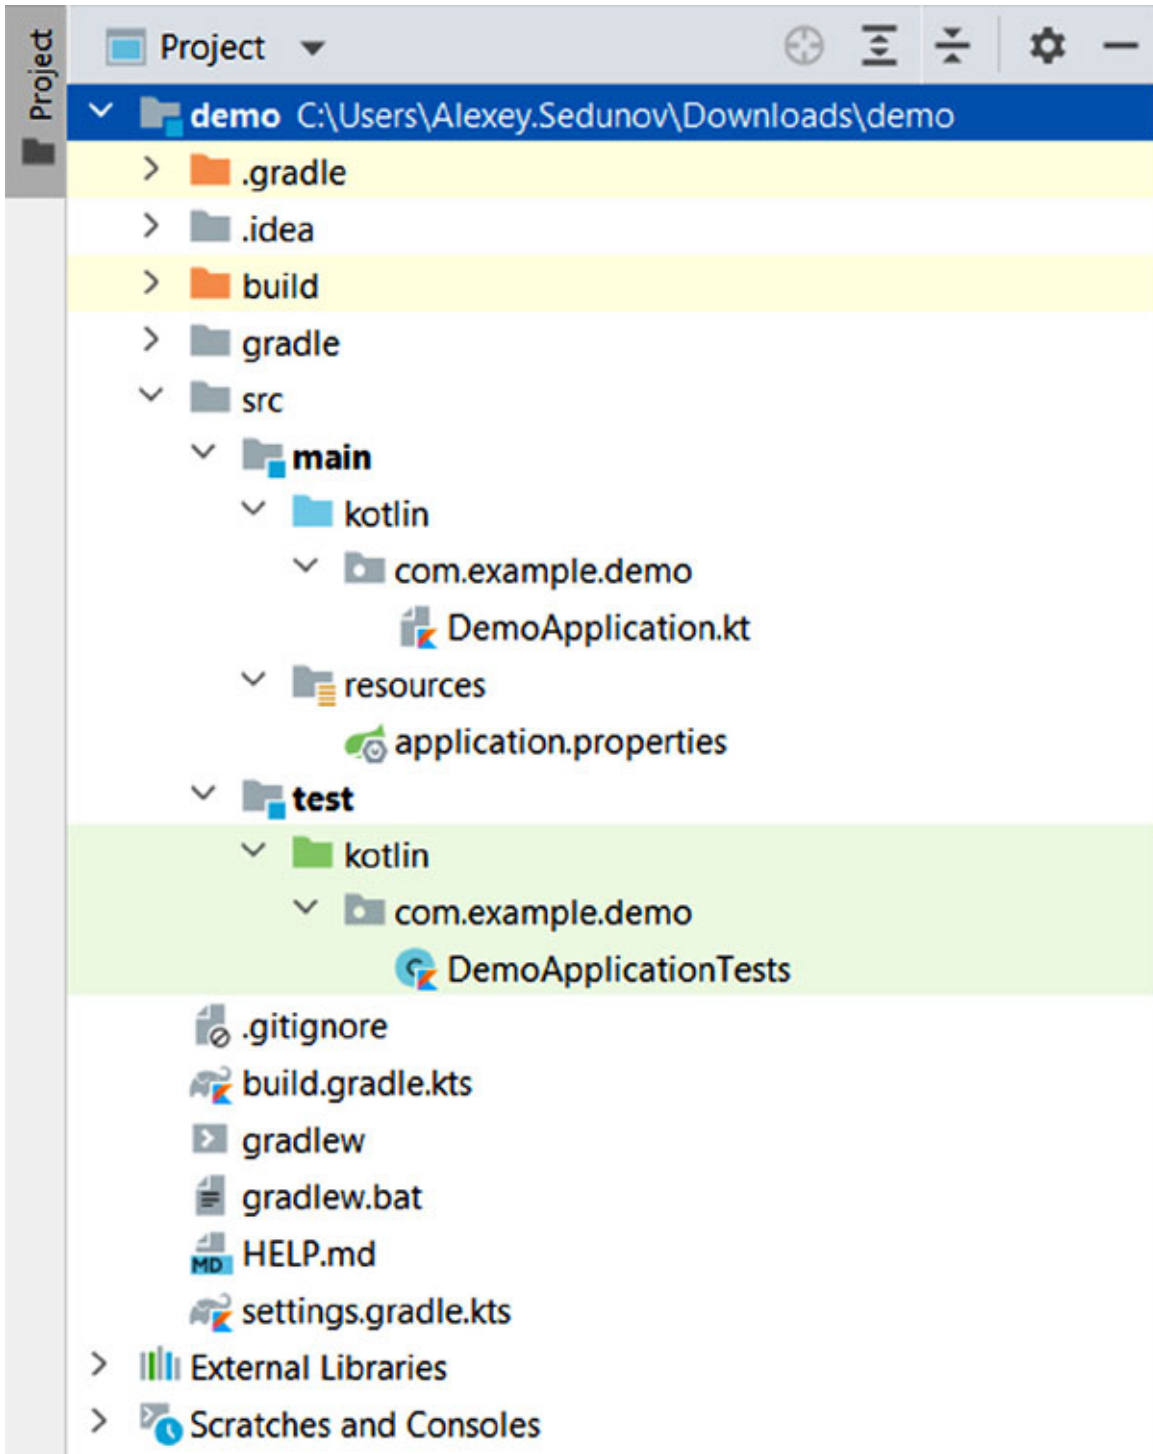 Project
Project
demo C:\Users\Alexey.Sedunov\Downloads\demo
.gradle
.idea
build
gradle
src
main
kotlin
com.example.demo
DemoApplication.kt
resources
application.properties
test
kotlin
com.example.demo
DemoApplicationTests
.gitignore
build.gradle.kts
gradlew
gradlew.bat
MD HELP.md
settings.gradle.kts
External Libraries
Scratches and Consoles